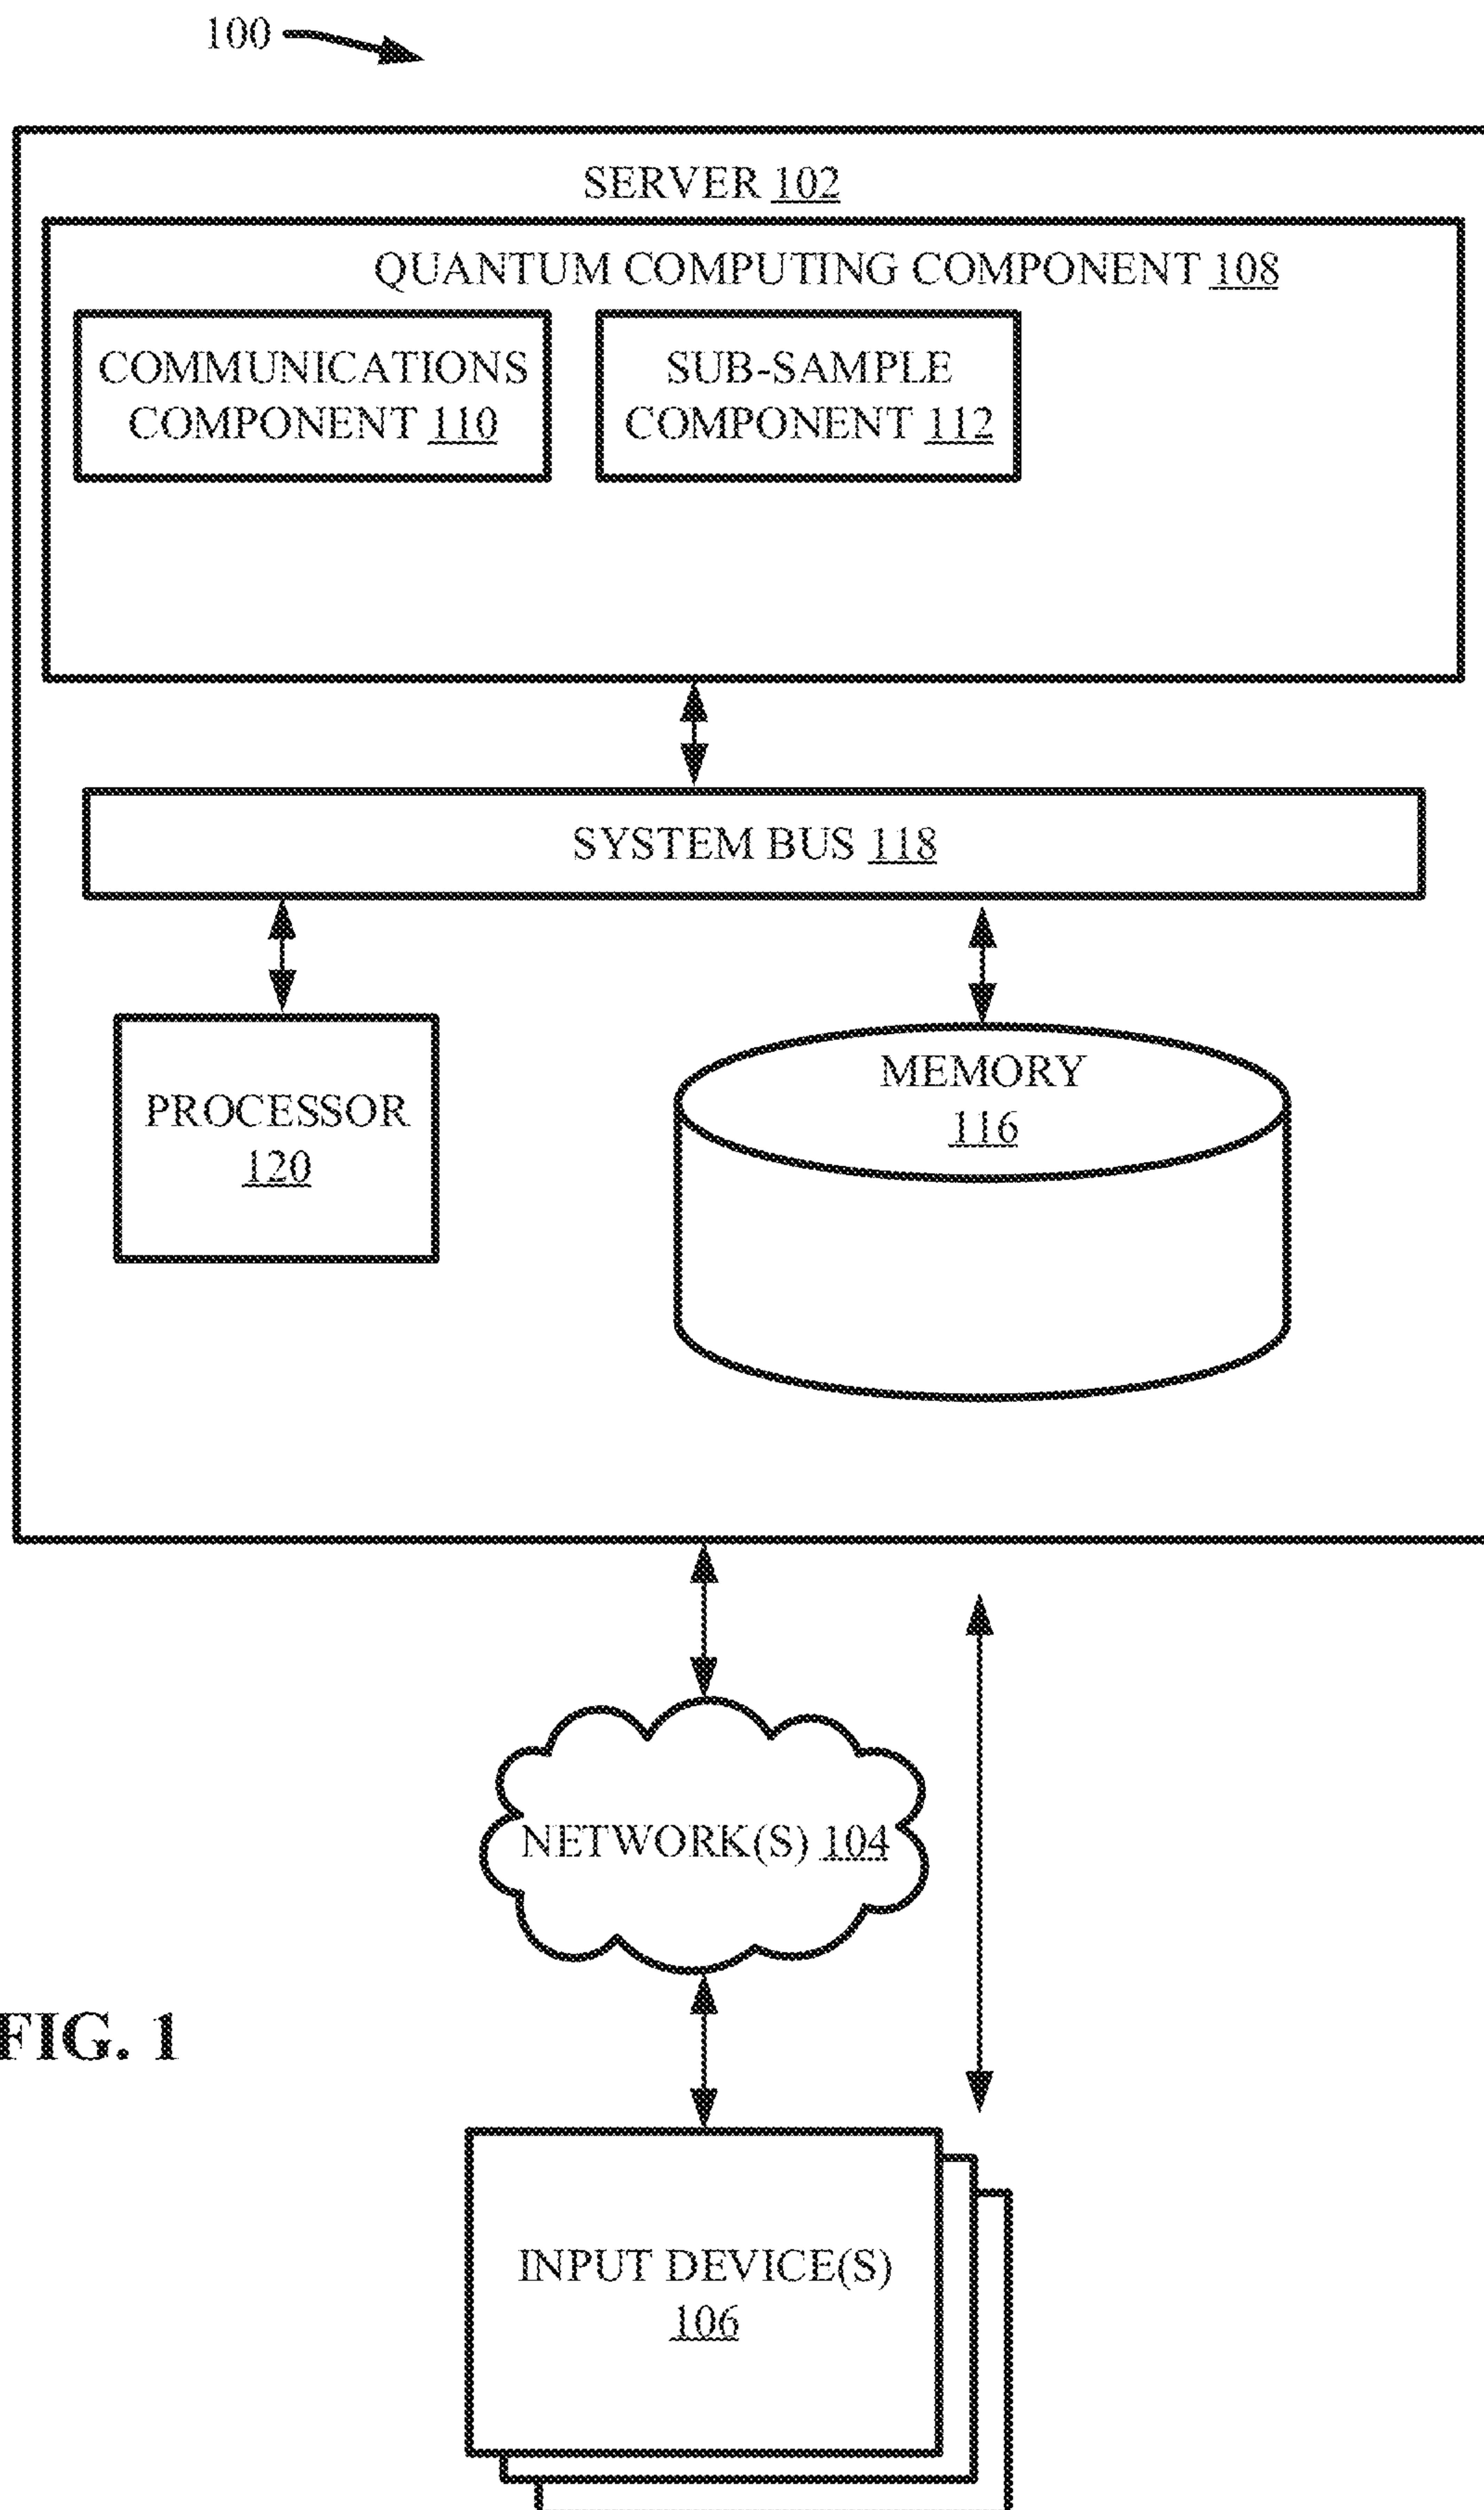 100
SERVER 102
QUANTUM COMPUTING COMPONENT 108
COMMUNICATIONS
COMPONENT 110
SUB-SAMPLE
COMPONENT 112
SYSTEM BUS 118
PROCESSOR
120
MEMORY
116
NETWORK(S) 104
FIG. 1
INPUT DEVICE(S)
106